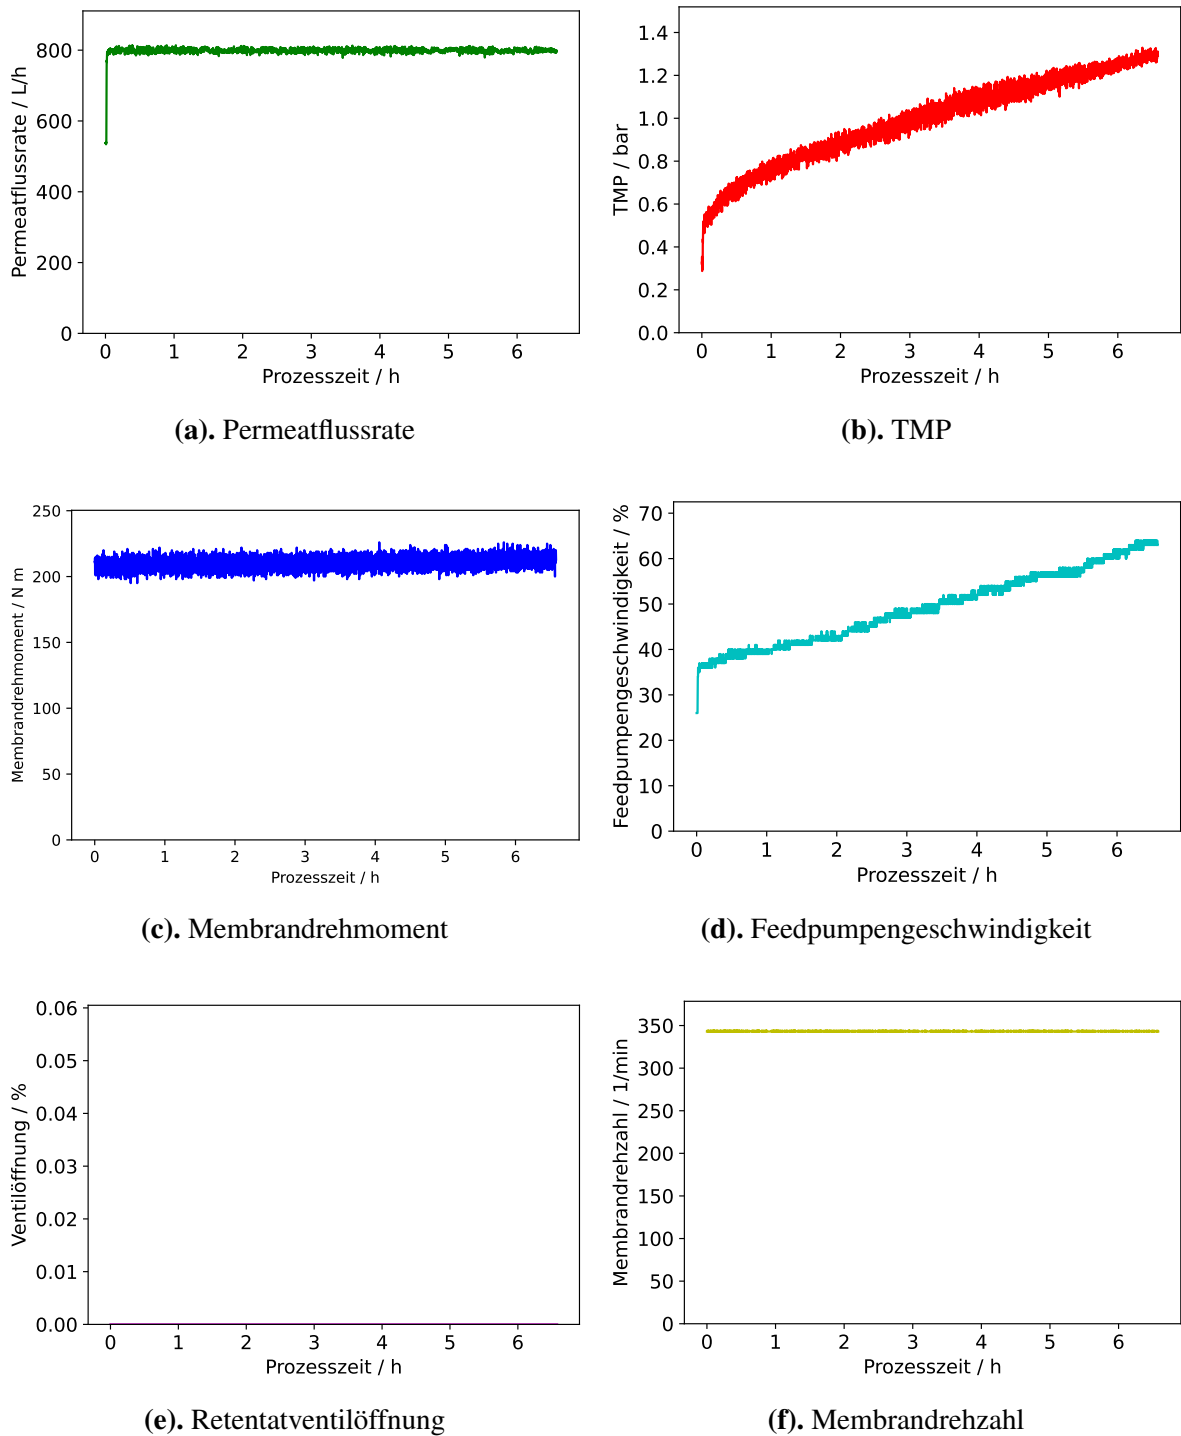 Permeatflussrate / L/h
800
600
400
200
0
0 1 2 3 4 5 6
Prozesszeit / h
(a). Permeatflussrate
TMP / bar
1.4
1.2
1.0
0.8
0.6
0.4
0.2
0.0
0 1 2 3 4 5 6
Prozesszeit / h
(b). TMP
Membrandrehmoment / N m
250
200
150
100
50
0
0 1 2 3 4 5 6
Prozesszeit / h
(c). Membrandrehmoment
Feedpumpengeschwindigkeit / %
70
60
50
40
30
20
10
0
0 1 2 3 4 5 6
Prozesszeit / h
(d). Feedpumpengeschwindigkeit
Ventilöffnung / %
0.06
0.05
0.04
0.03
0.02
0.01
0.00
0 1 2 3 4 5 6
Prozesszeit / h
(e). Retentatventilöffnung
Membrandrehzahl / 1/min
350
300
250
200
150
100
50
0
0 1 2 3 4 5 6
Prozesszeit / h
(f). Membrandrehzahl